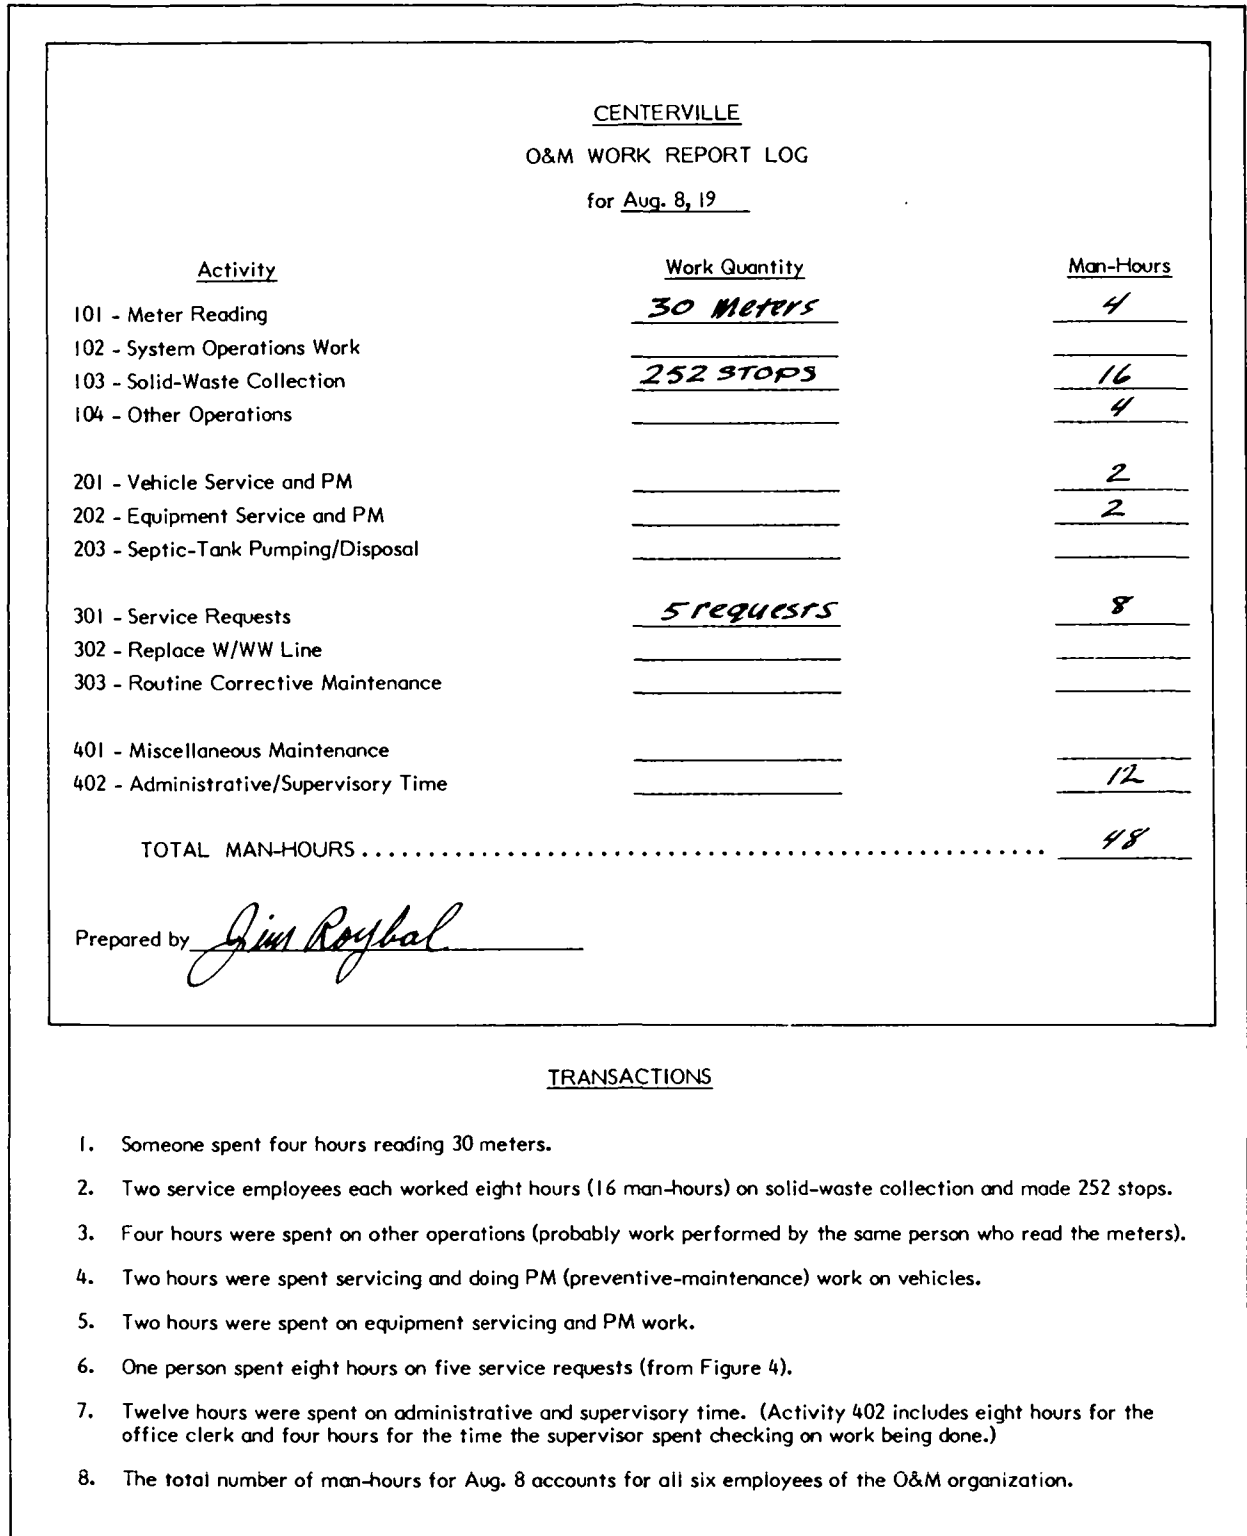 CENTERVILLE
O&M WORK REPORT LOG
for Aug. 8, 19
Activity Work Quantity Man-Hours
101 - Meter Reading 30 Meters 4
102 - System Operations Work
103 - Solid-Waste Collection 252 STOPS 16
104 - Other Operations 4
201 - Vehicle Service and PM 2
202 - Equipment Service and PM 2
203 - Septic-Tank Pumping/Disposal
301 - Service Requests 5 requests 8
302 - Replace W/WW Line
303 - Routine Corrective Maintenance
401 - Miscellaneous Maintenance
402 - Administrative/Supervisory Time 12
TOTAL MAN-HOURS ................................................... 48
Prepared by Jim Roybal
TRANSACTIONS
1. Someone spent four hours reading 30 meters.
2. Two service employees each worked eight hours (16 man-hours) on solid-waste collection and made 252 stops.
3. Four hours were spent on other operations (probably work performed by the same person who read the meters).
4. Two hours were spent servicing and doing PM (preventive-maintenance) work on vehicles.
5. Two hours were spent on equipment servicing and PM work.
6. One person spent eight hours on five service requests (from Figure 4).
7. Twelve hours were spent on administrative and supervisory time. (Activity 402 includes eight hours for the
office clerk and four hours for the time the supervisor spent checking on work being done.)
8. The total number of man-hours for Aug. 8 accounts for all six employees of the O&M organization.